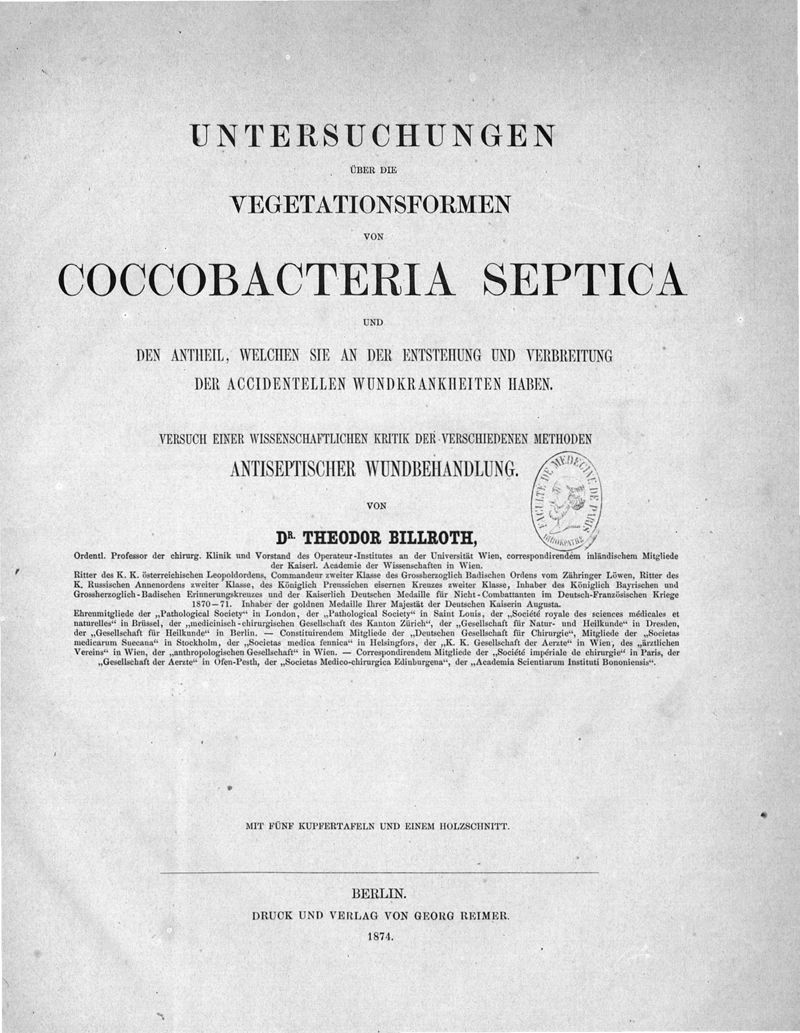 UNTERSUCHUNGEN
ÜBER DIE
VEGETATIONSFORMEN
VON
COCCOBACTERIA SEPTICA
UND
DEN ANTHEIL, WELCHEN SIE AN DER ENTSTEHUNG UND VERBREITUNG
DER ACCIDENTELLEN WUNDKRANKHEITEN HABEN.
VERSUCH EINER WISSENSCHAFTLICHEN KRITIK DER VERSCHIEDENEN METHODEN
ANTISEPTISCHER WUNDBEHANDLUNG.
FACULTE DE MEDECINE DE PARIS
VON
DR. THEODOR BILLROTH,
Ordentl. Professor der chirurg. Klinik und Vorstand des Operateur-Institutes an der Universität Wien, correspondirendem inländischem Mitgliede
der Kaiserl. Academie der Wissenschaften in Wien.
Ritter des K. K. österreichischen Leopoldordens, Commandeur zweiter Klasse des Grossherzoglich Badischen Ordens vom Zähringer Löwen, Ritter des
K. Russischen Annenordens zweiter Klasse, des Königlich Preussichen eisernen Kreuzes zweiter Klasse, Inhaber des Königlich Bayrischen und
Grossherzoglich-Badischen Erinnerungskreuzes und der Kaiserlich Deutschen Medaille für Nicht-Combattanten im Deutsch-Französischen Kriege
1870–71. Inhaber der goldnen Medaille Ihrer Majestät der Deutschen Kaiserin Augusta.
Ehrenmitgliede der „Pathological Society“ in London, der „Pathological Society“ in Saint Louis, der „Société royale des sciences médicales et
naturelles“ in Brüssel, der „medicinisch-chirurgischen Gesellschaft des Kanton Zürich“, der „Gesellschaft für Natur- und Heilkunde“ in Dresden,
der „Gesellschaft für Heilkunde“ in Berlin. — Constituirendem Mitgliede der „Deutschen Gesellschaft für Chirurgie“, Mitgliede der „Societas
medicarum Suecana“ in Stockholm, der „Societas medica fennica“ in Helsingfors, der „K. K. Gesellschaft der Aerzte“ in Wien, des „ärztlichen
Vereins“ in Wien, der „anthropologischen Gesellschaft“ in Wien. — Correspondirendem Mitgliede der „Société impériale de chirurgie“ in Paris, der
„Gesellschaft der Aerzte“ in Ofen-Pesth, der „Societas Medico-chirurgica Edinburgena“, der „Academia Scientiarum Instituti Bononiensis“.
MIT FÜNF KUPFERTAFELN UND EINEM HOLZSCHNITT.
BERLIN.
DRUCK UND VERLAG VON GEORG REIMER.
1874.